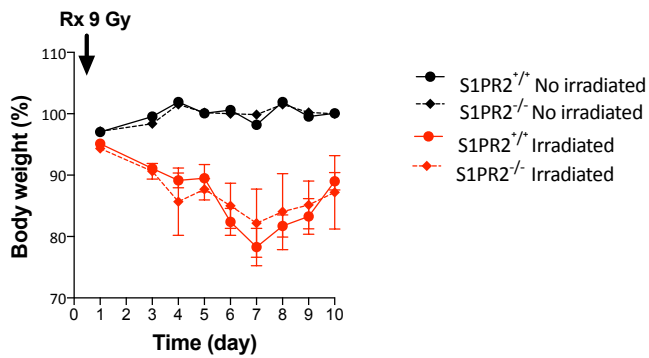 Rx 9 Gy
110
100
90
80
70
Body weight (%)
0 1 2 3 4 5 6 7 8 9 10
Time (day)
S1PR2+/+ No irradiated
S1PR2-/- No irradiated
S1PR2+/+ Irradiated
S1PR2-/- Irradiated